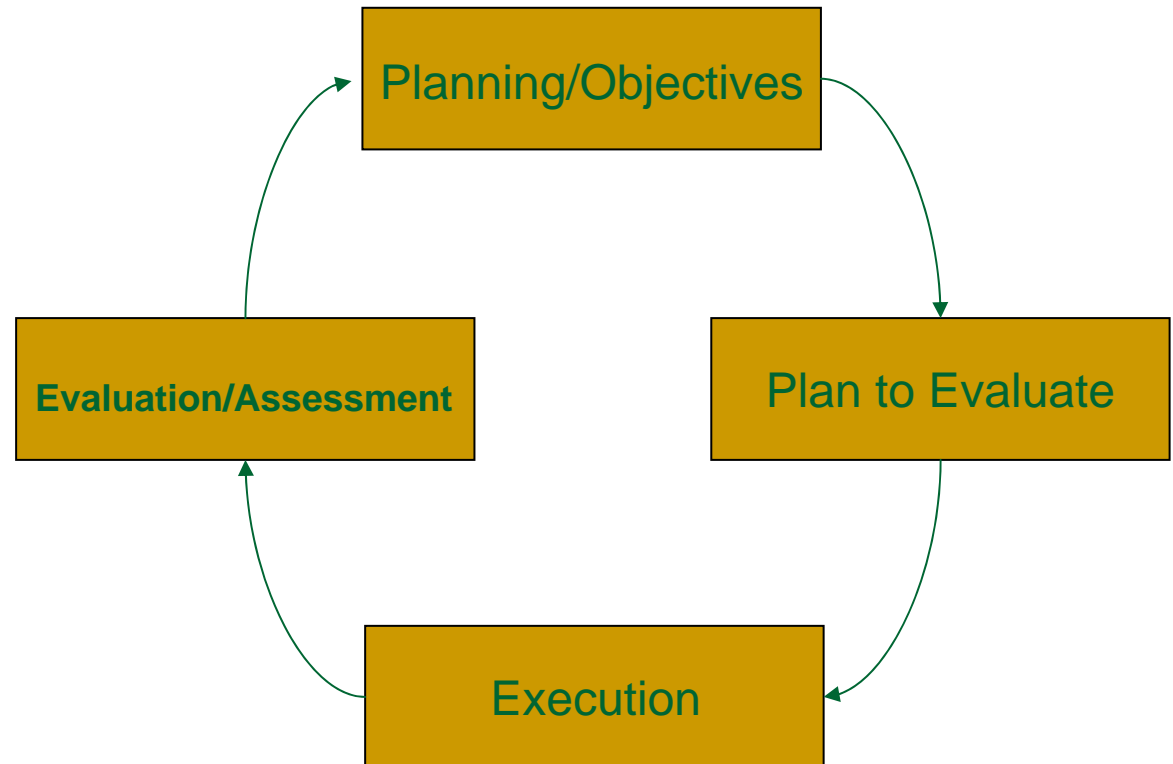 Planning/Objectives
Evaluation/Assessment
Plan to Evaluate
Execution